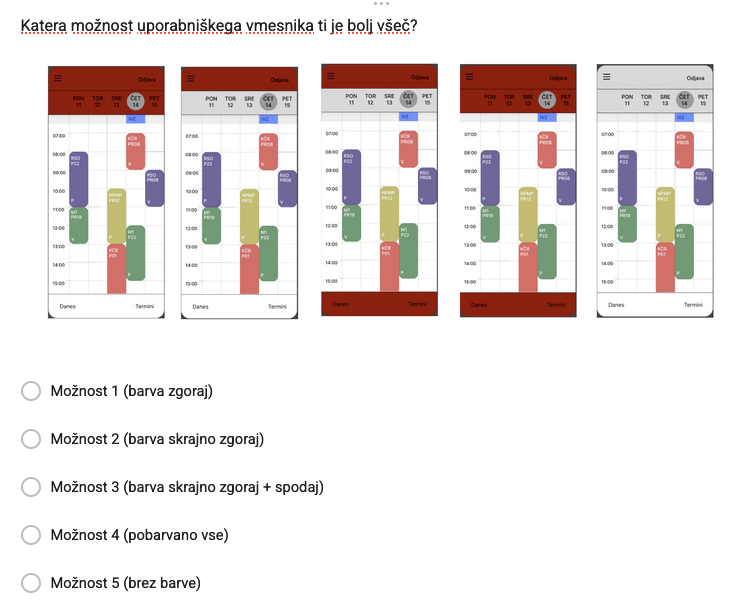 Katera možnost uporabniškega vmesnika ti je bolj všeč?
Odjava
PON TOR SRE ČET PET
11 12 13 14 15
IVZ
07:00
KČR
PR08
V
08:00
RSO
P22
P
09:00
RSO
PR08
V
10:00
NPMP
PR12
P
11:00
M1
PR19
V
12:00
M1
P22
P
13:00
KČR
P01
14:00
15:00
Danes Termini
Odjava
PON TOR SRE ČET PET
11 12 13 14 15
IVZ
07:00
KČR
PR08
V
08:00
RSO
P22
P
09:00
RSO
PR08
V
10:00
NPMP
PR12
P
11:00
M1
PR19
V
12:00
M1
P22
P
13:00
KČR
P01
14:00
15:00
Danes Termini
Odjava
PON TOR SRE ČET PET
11 12 13 14 15
IVZ
07:00
KČR
PR08
V
08:00
RSO
P22
P
09:00
RSO
PR08
V
10:00
NPMP
PR12
P
11:00
M1
PR19
V
12:00
M1
P22
P
13:00
KČR
P01
14:00
15:00
Danes Termini
Odjava
PON TOR SRE ČET PET
11 12 13 14 15
IVZ
07:00
KČR
PR08
V
08:00
RSO
P22
P
09:00
RSO
PR08
V
10:00
NPMP
PR12
P
11:00
M1
PR19
V
12:00
M1
P22
P
13:00
KČR
P01
14:00
15:00
Danes Termini
Odjava
PON TOR SRE ČET PET
11 12 13 14 15
IVZ
07:00
KČR
PR08
V
08:00
RSO
P22
P
09:00
RSO
PR08
V
10:00
NPMP
PR12
P
11:00
M1
PR19
V
12:00
M1
P22
P
13:00
KČR
P01
14:00
15:00
Danes Termini
Možnost 1 (barva zgoraj)
Možnost 2 (barva skrajno zgoraj)
Možnost 3 (barva skrajno zgoraj + spodaj)
Možnost 4 (pobarvano vse)
Možnost 5 (brez barve)